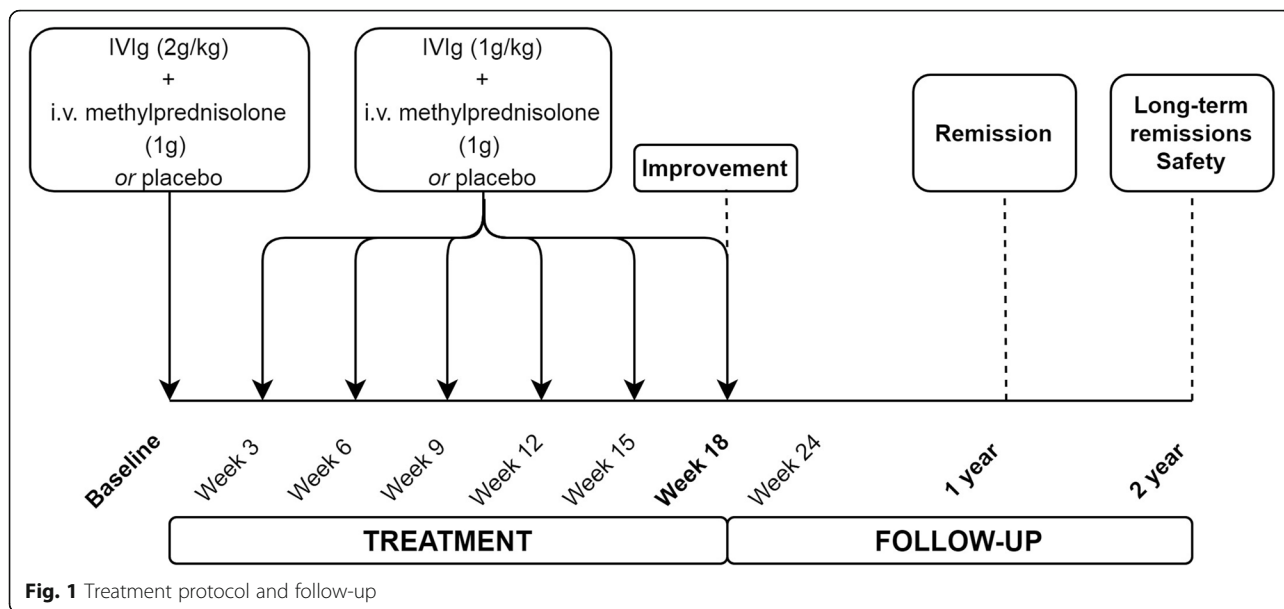 IVIg (2g/kg)
+
i.v. methylprednisolone
(1g)
or placebo
IVIg (1g/kg)
+
i.v. methylprednisolone
(1g)
or placebo
Improvement
Remission
Long-term
remissions
Safety
Baseline
Week 3
Week 6
Week 9
Week 12
Week 15
Week 18
Week 24
1 year
2 year
TREATMENT
FOLLOW-UP
Fig. 1 Treatment protocol and follow-up